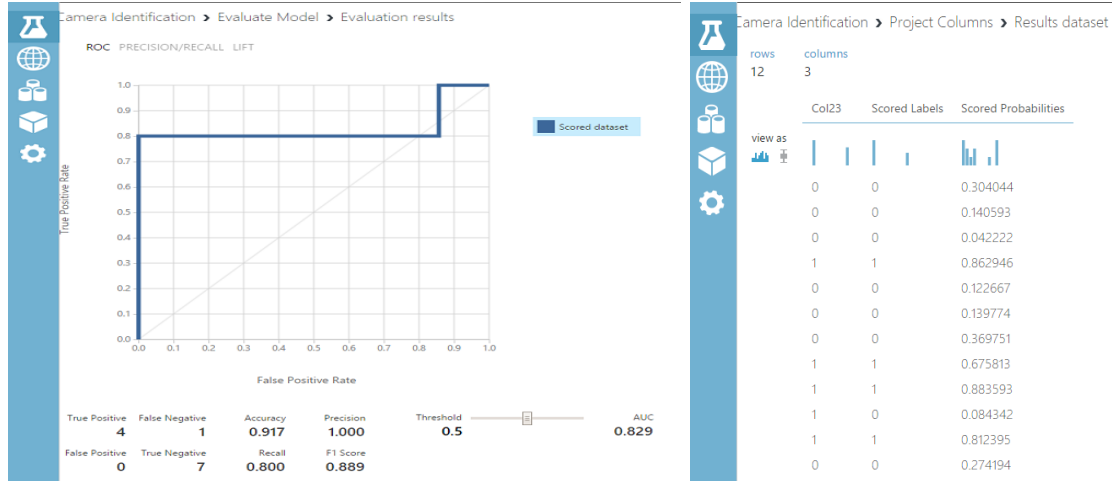 Camera Identification > Evaluate Model > Evaluation results
ROC PRECISION/RECALL LIFT
True Positive Rate
1.0
0.9
0.8
0.7
0.6
0.5
0.4
0.3
0.2
0.1
0.0
0.0 0.1 0.2 0.3 0.4 0.5 0.6 0.7 0.8 0.9 1.0
False Positive Rate
Scored dataset
True Positive False Negative Accuracy Precision Threshold AUC
4 1 0.917 1.000 0.5 0.829
False Positive True Negative Recall F1 Score
0 7 0.800 0.889
Camera Identification > Project Columns > Results dataset
rows columns
12 3
Col23 Scored Labels Scored Probabilities
view as
0 0 0.304044
0 0 0.140593
0 0 0.042222
1 1 0.862946
0 0 0.122667
0 0 0.139774
0 0 0.369751
1 1 0.675813
1 1 0.883593
1 0 0.084342
1 1 0.812395
0 0 0.274194